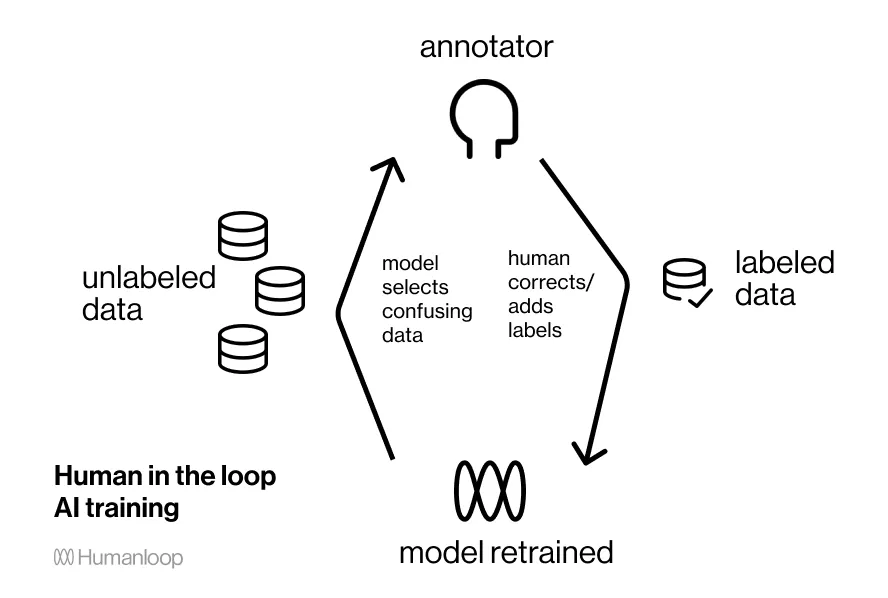 annotator
unlabeled
data
model
selects
confusing
data
human
corrects/
adds
labels
labeled
data
Human in the loop
AI training
Humanloop
model retrained